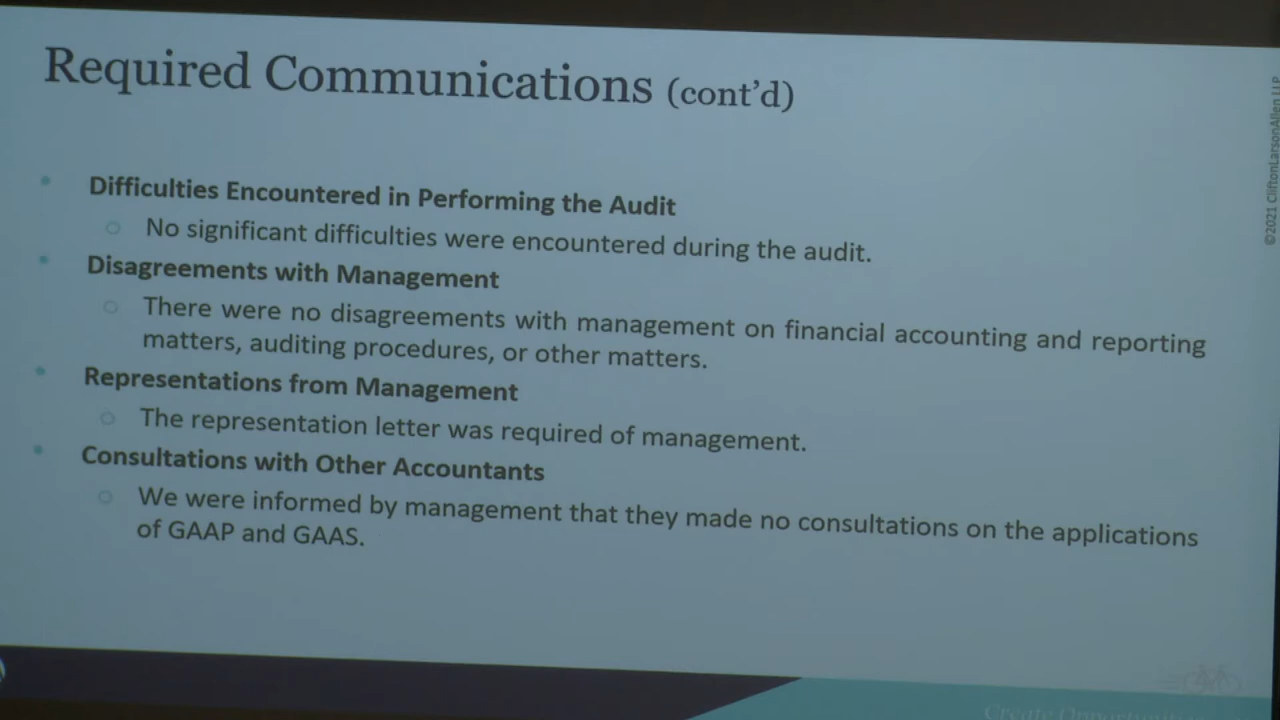 Required Communications (cont'd)
• Difficulties Encountered in Performing the Audit
○ No significant difficulties were encountered during the audit.
• Disagreements with Management
○ There were no disagreements with management on financial accounting and reporting
matters, auditing procedures, or other matters.
• Representations from Management
○ The representation letter was required of management.
• Consultations with Other Accountants
○ We were informed by management that they made no consultations on the applications
of GAAP and GAAS.
©2021 CliftonLarsonAllen LLP
Create